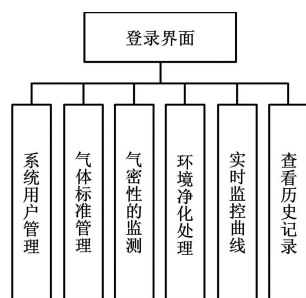 登录界面
系统用户管理
气体标准管理
气密性的监测
环境净化处理
实时监控曲线
查看历史记录